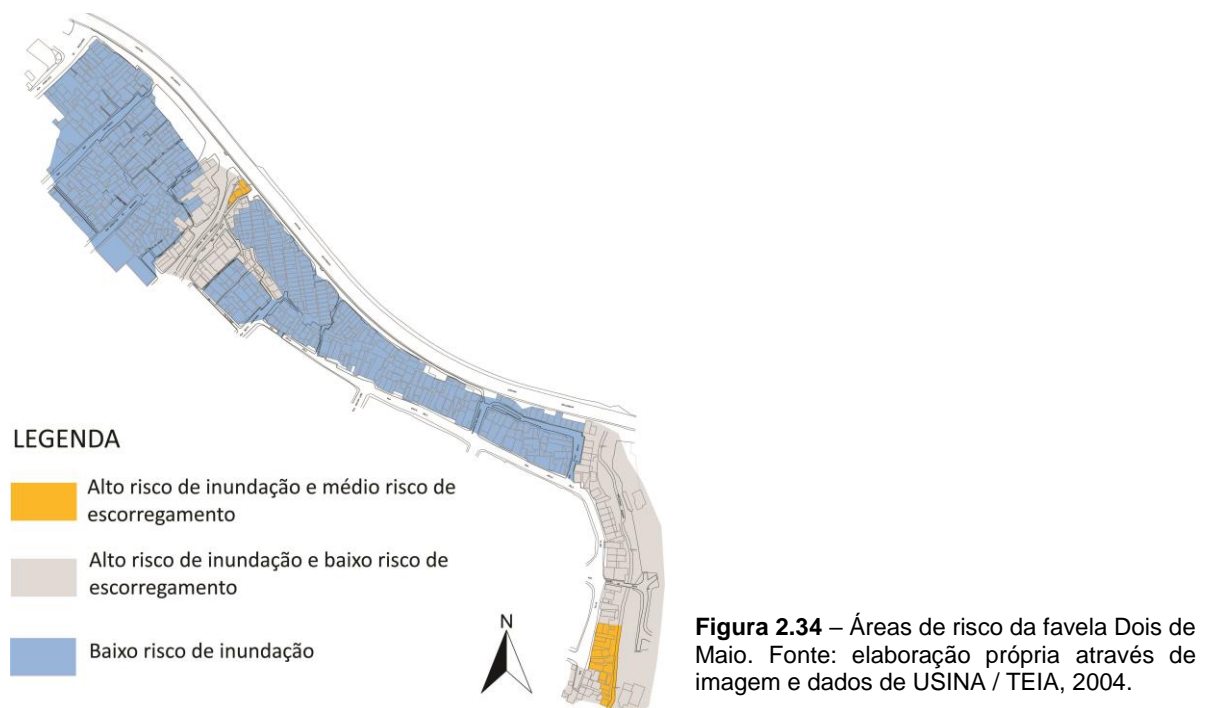 LEGENDA
Alto risco de inundação e médio risco de
escorregamento
Alto risco de inundação e baixo risco de
escorregamento
Baixo risco de inundação
N
Figura 2.34 – Áreas de risco da favela Dois de
Maio. Fonte: elaboração própria através de
imagem e dados de USINA / TEIA, 2004.